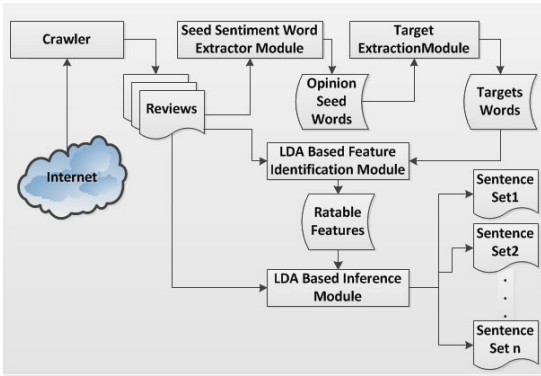 Crawler
Seed Sentiment Word
Extractor Module
Target
ExtractionModule
Reviews
Opinion
Seed
Words
Targets
Words
Internet
LDA Based Feature
Identification Module
Ratable
Features
LDA Based Inference
Module
Sentence
Set1
Sentence
Set2
.
.
.
Sentence
Set n